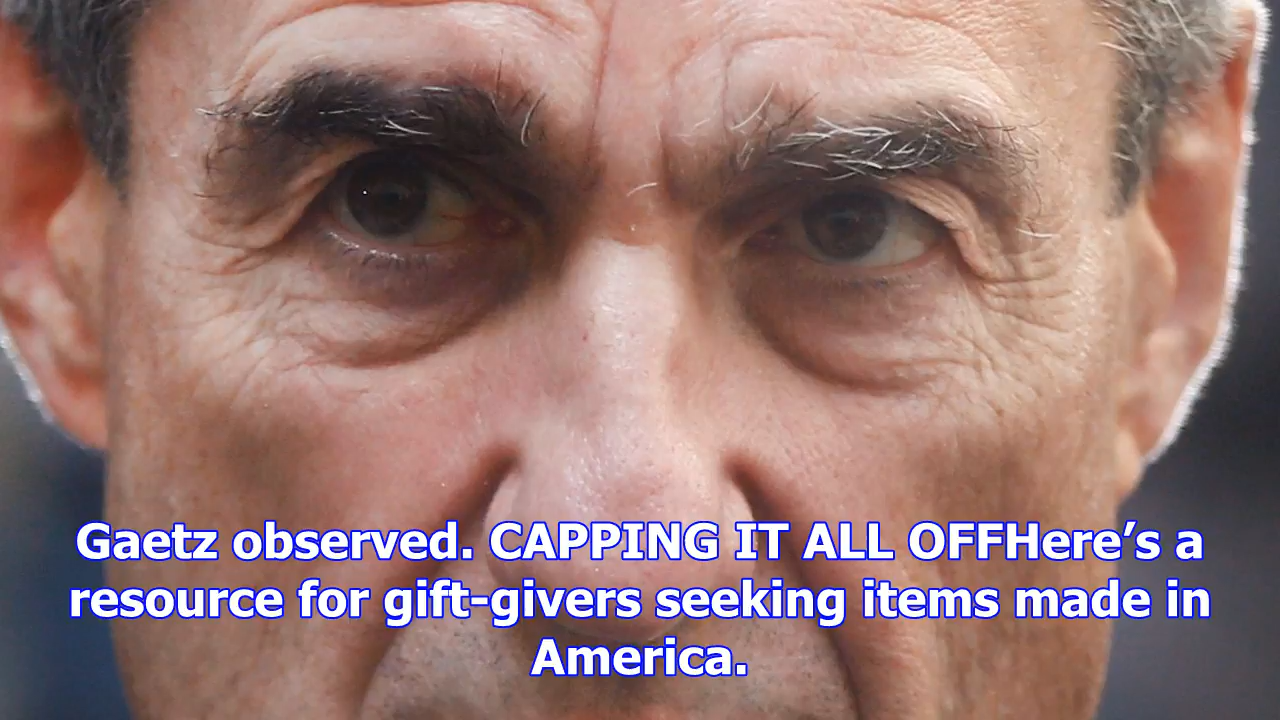 Gaetz observed. CAPPING IT ALL OFFHere’s a
resource for gift-givers seeking items made in
America.